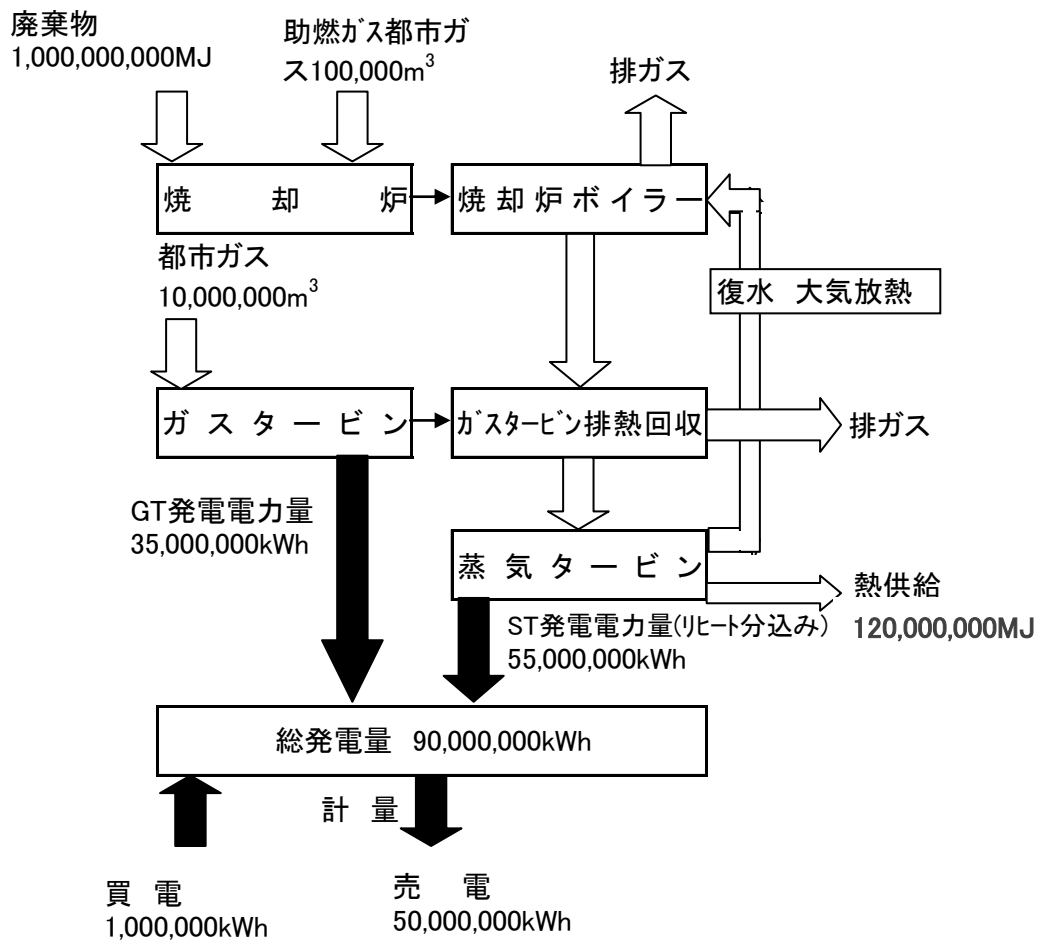 廃棄物
1,000,000,000MJ
助燃ガス都市ガ
ス100,000m³
排ガス
焼却炉
焼却炉ボイラー
都市ガス
10,000,000m³
復水 大気放熱
ガスタービン
ガスタービン排熱回収
排ガス
GT発電電力量
35,000,000kWh
蒸気タービン
熱供給
120,000,000MJ
ST発電電力量(リヒート分込み)
55,000,000kWh
総発電量 90,000,000kWh
計量
買電
1,000,000kWh
売電
50,000,000kWh